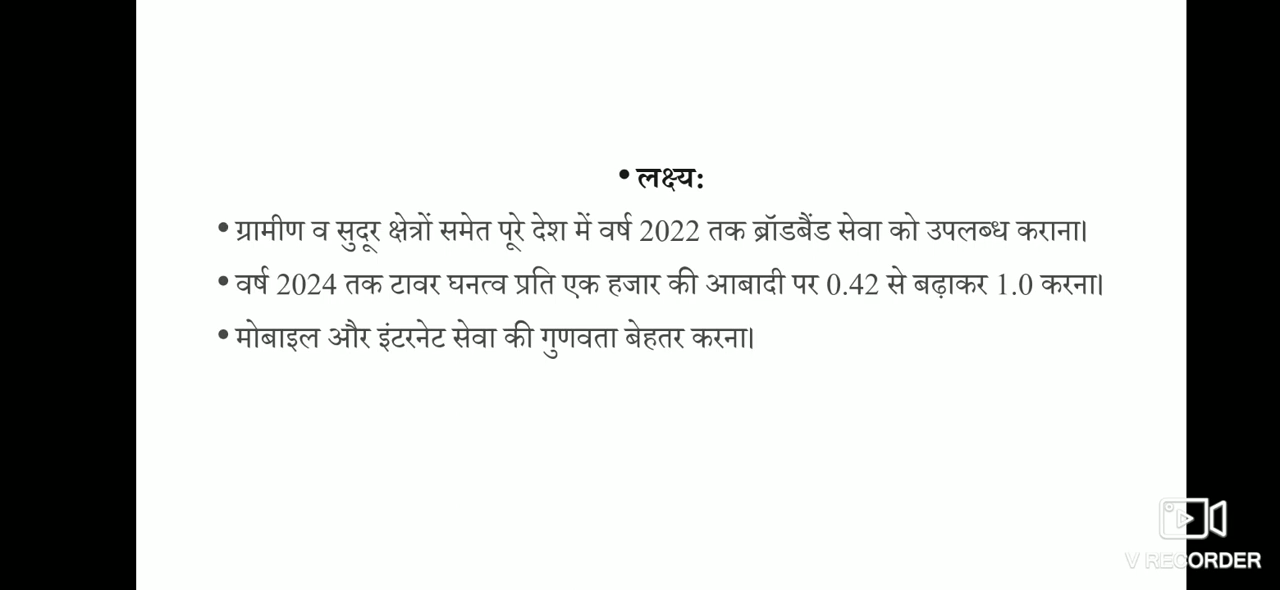 • लक्ष्य:
• ग्रामीण व सुदूर क्षेत्रों समेत पूरे देश में वर्ष 2022 तक ब्रॉडबैंड सेवा को उपलब्ध कराना।
• वर्ष 2024 तक टावर घनत्व प्रति एक हजार की आबादी पर 0.42 से बढ़ाकर 1.0 करना।
• मोबाइल और इंटरनेट सेवा की गुणवता बेहतर करना।
V RECORDER